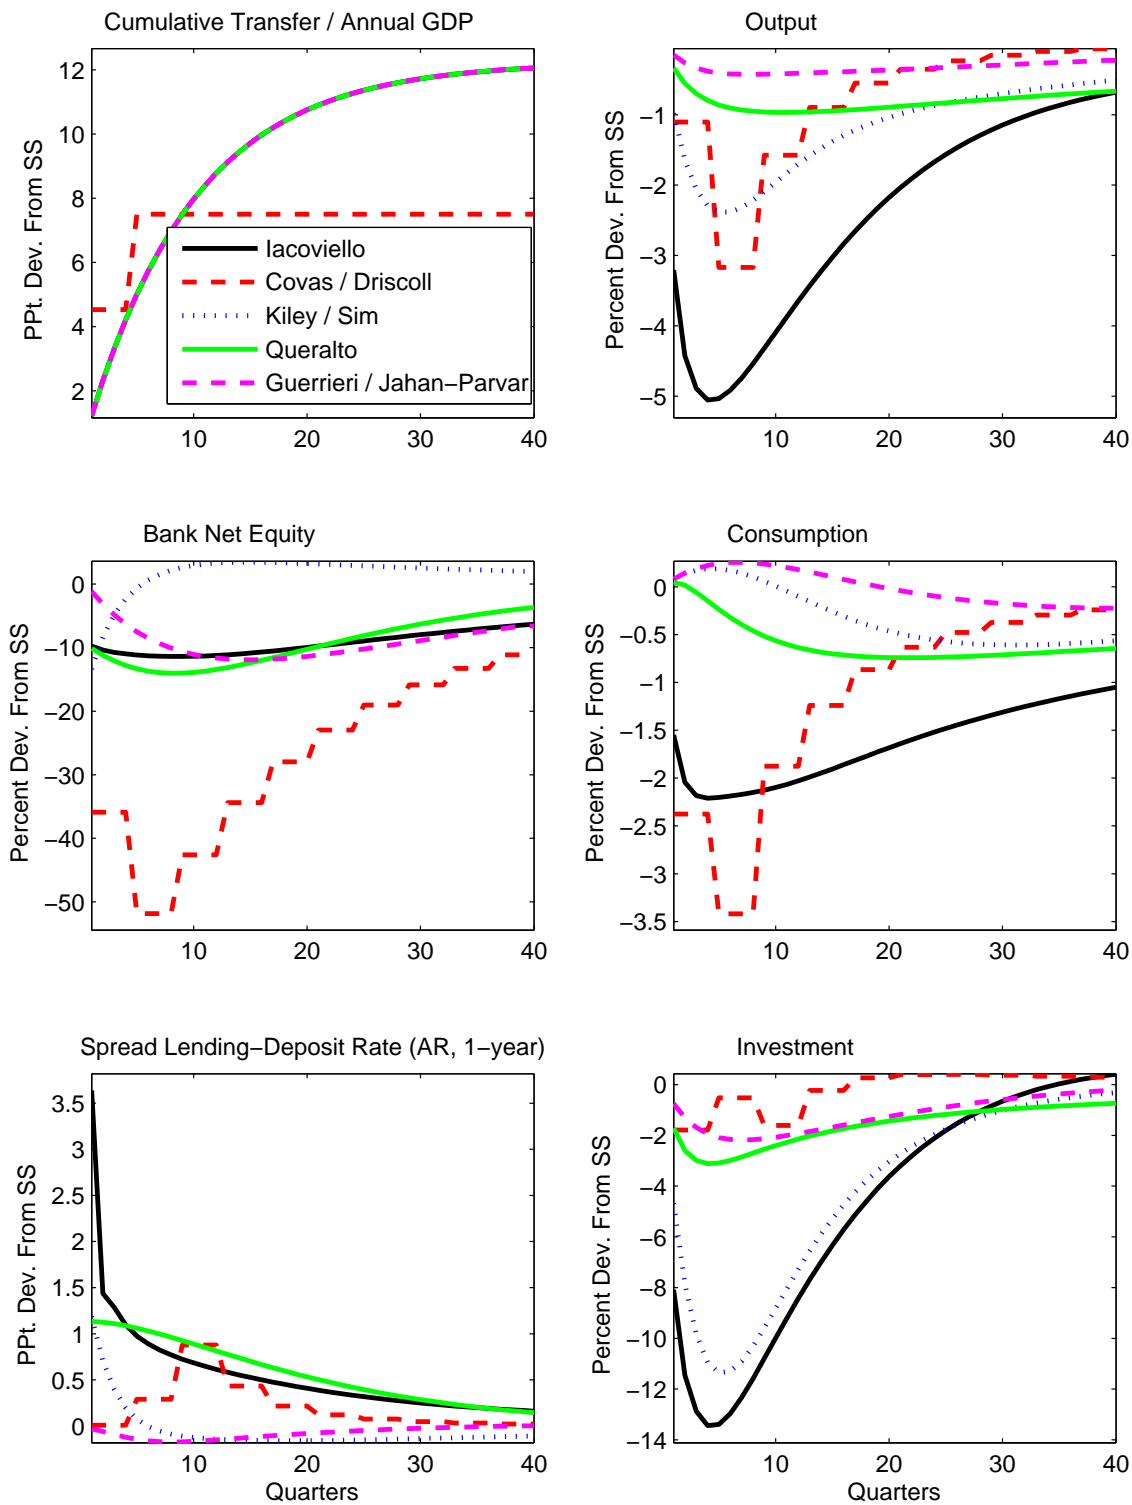 Cumulative Transfer / Annual GDP
PPt. Dev. From SS
12
10
8
6
4
2
10 20 30 40
Iacoviello
Covas / Driscoll
Kiley / Sim
Queralto
Guerrieri / Jahan−Parvar
Output
Percent Dev. From SS
−1
−2
−3
−4
−5
10 20 30 40
Bank Net Equity
Percent Dev. From SS
0
−10
−20
−30
−40
−50
10 20 30 40
Consumption
Percent Dev. From SS
0
−0.5
−1
−1.5
−2
−2.5
−3
−3.5
10 20 30 40
Spread Lending−Deposit Rate (AR, 1−year)
PPt. Dev. From SS
3.5
3
2.5
2
1.5
1
0.5
0
10 20 30 40
Quarters
Investment
Percent Dev. From SS
0
−2
−4
−6
−8
−10
−12
−14
10 20 30 40
Quarters